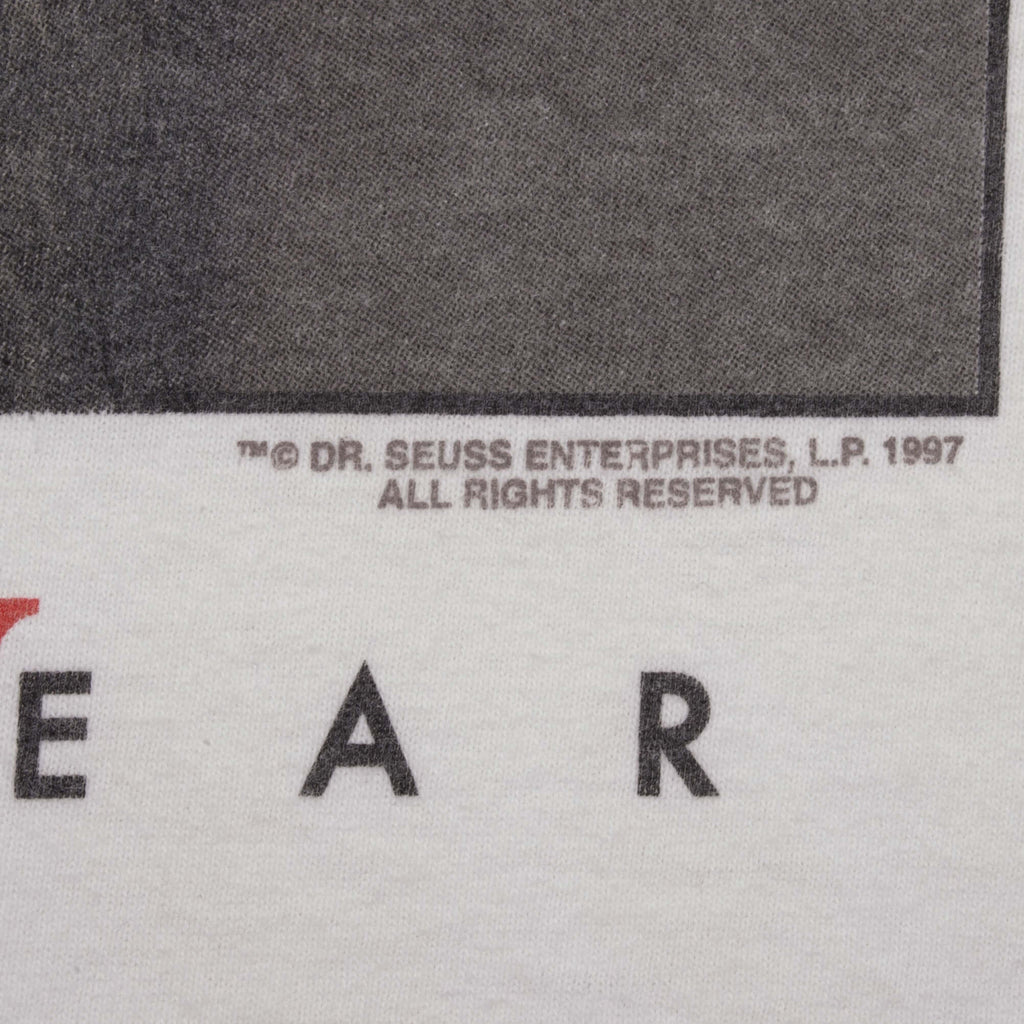 ™© DR. SEUSS ENTERPRISES, L.P. 1997
ALL RIGHTS RESERVED
E A R